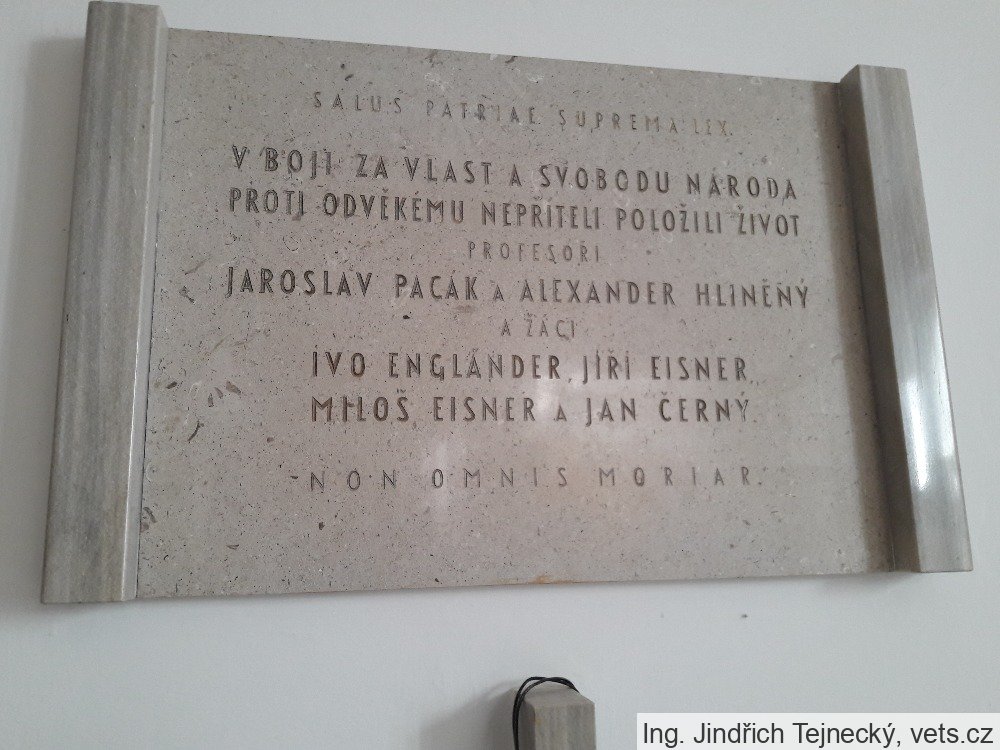 SALUS PATRIAE SUPREMA LEX.
V BOJI ZA VLAST A SVOBODU NÁRODA
PROTI ODVĚKÉMU NEPŘÍTELI POLOŽILI ŽIVOT
PROFESOŘI
JAROSLAV PACÁK A ALEXANDER HLINĚNÝ
A ŽÁCI
IVO ENGLÄNDER, JIŘÍ EISNER,
MILOŠ EISNER A JAN ČERNÝ.
NON OMNIS MORIAR.
Ing. Jindřich Tejnecký, vets.cz